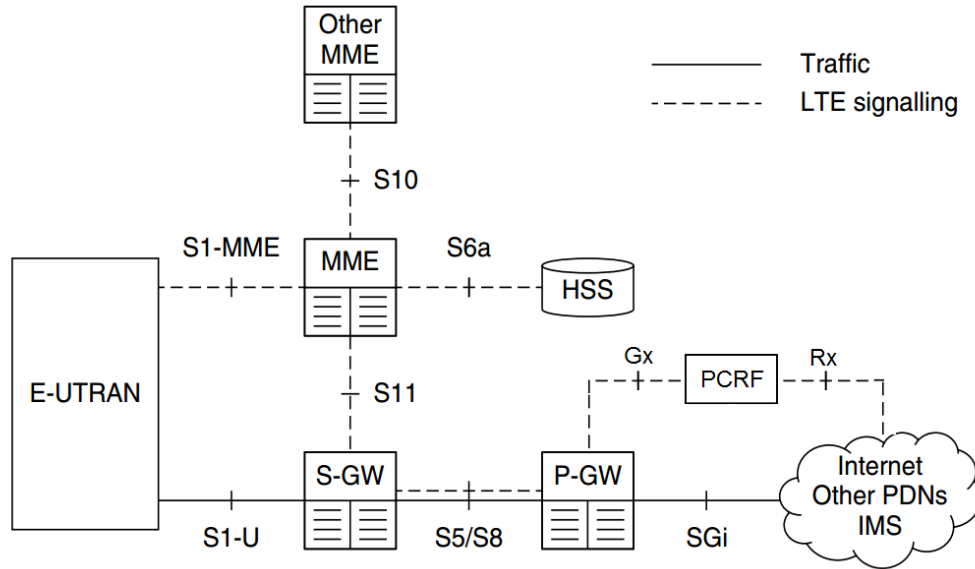 Other
MME
Traffic
LTE signalling
S10
S1-MME
MME
S6a
HSS
E-UTRAN
S11
Gx
PCRF
Rx
S-GW
P-GW
Internet
Other PDNs
IMS
S1-U
S5/S8
SGi